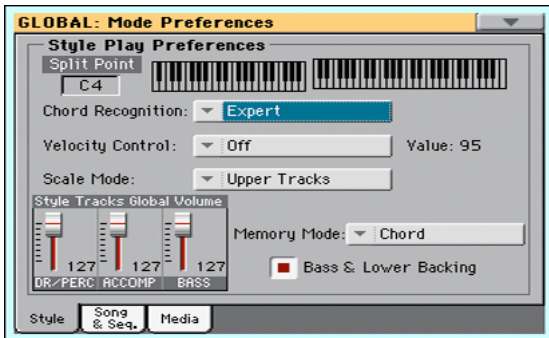 GLOBAL: Mode Preferences
Style Play Preferences
Split Point
C4
Chord Recognition: Expert
Velocity Control: Off Value: 95
Scale Mode: Upper Tracks
Style Tracks Global Volume
Memory Mode: Chord
127 127 127
Bass & Lower Backing
DR/PERC ACCOMP BASS
Style Song & Seq. Media